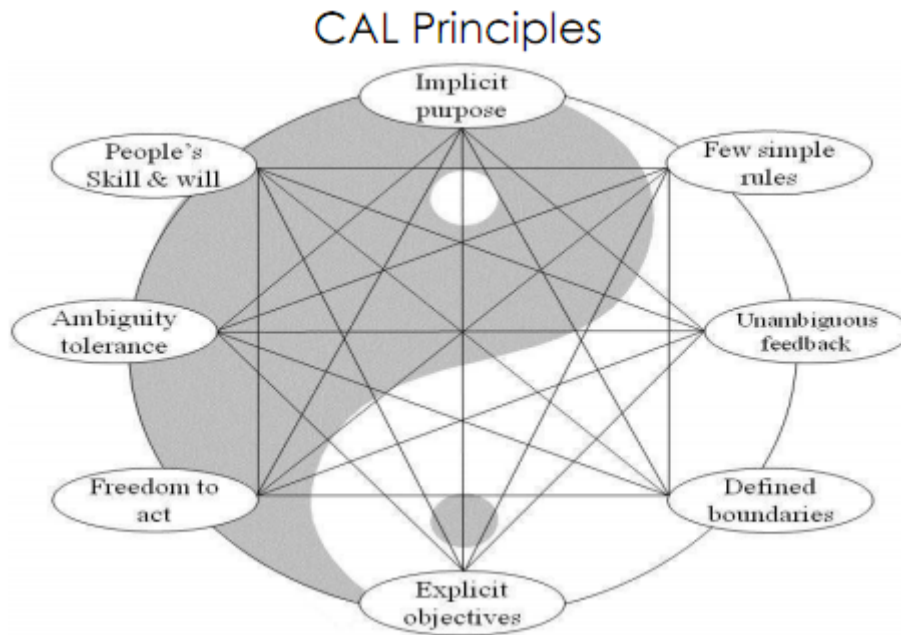 CAL Principles
Implicit
purpose
People's
Skill & will
Few simple
rules
Ambiguity
tolerance
Unambiguous
feedback
Freedom to
act
Defined
boundaries
Explicit
objectives